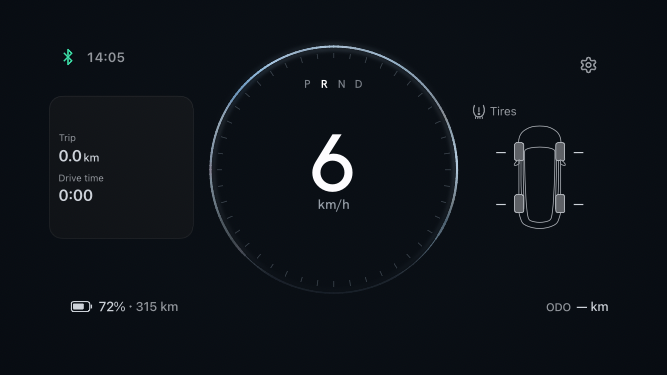 14:05
P R N D
Trip
0.0 km
Drive time
0:00
6
km/h
Tires
72% · 315 km
ODO — km